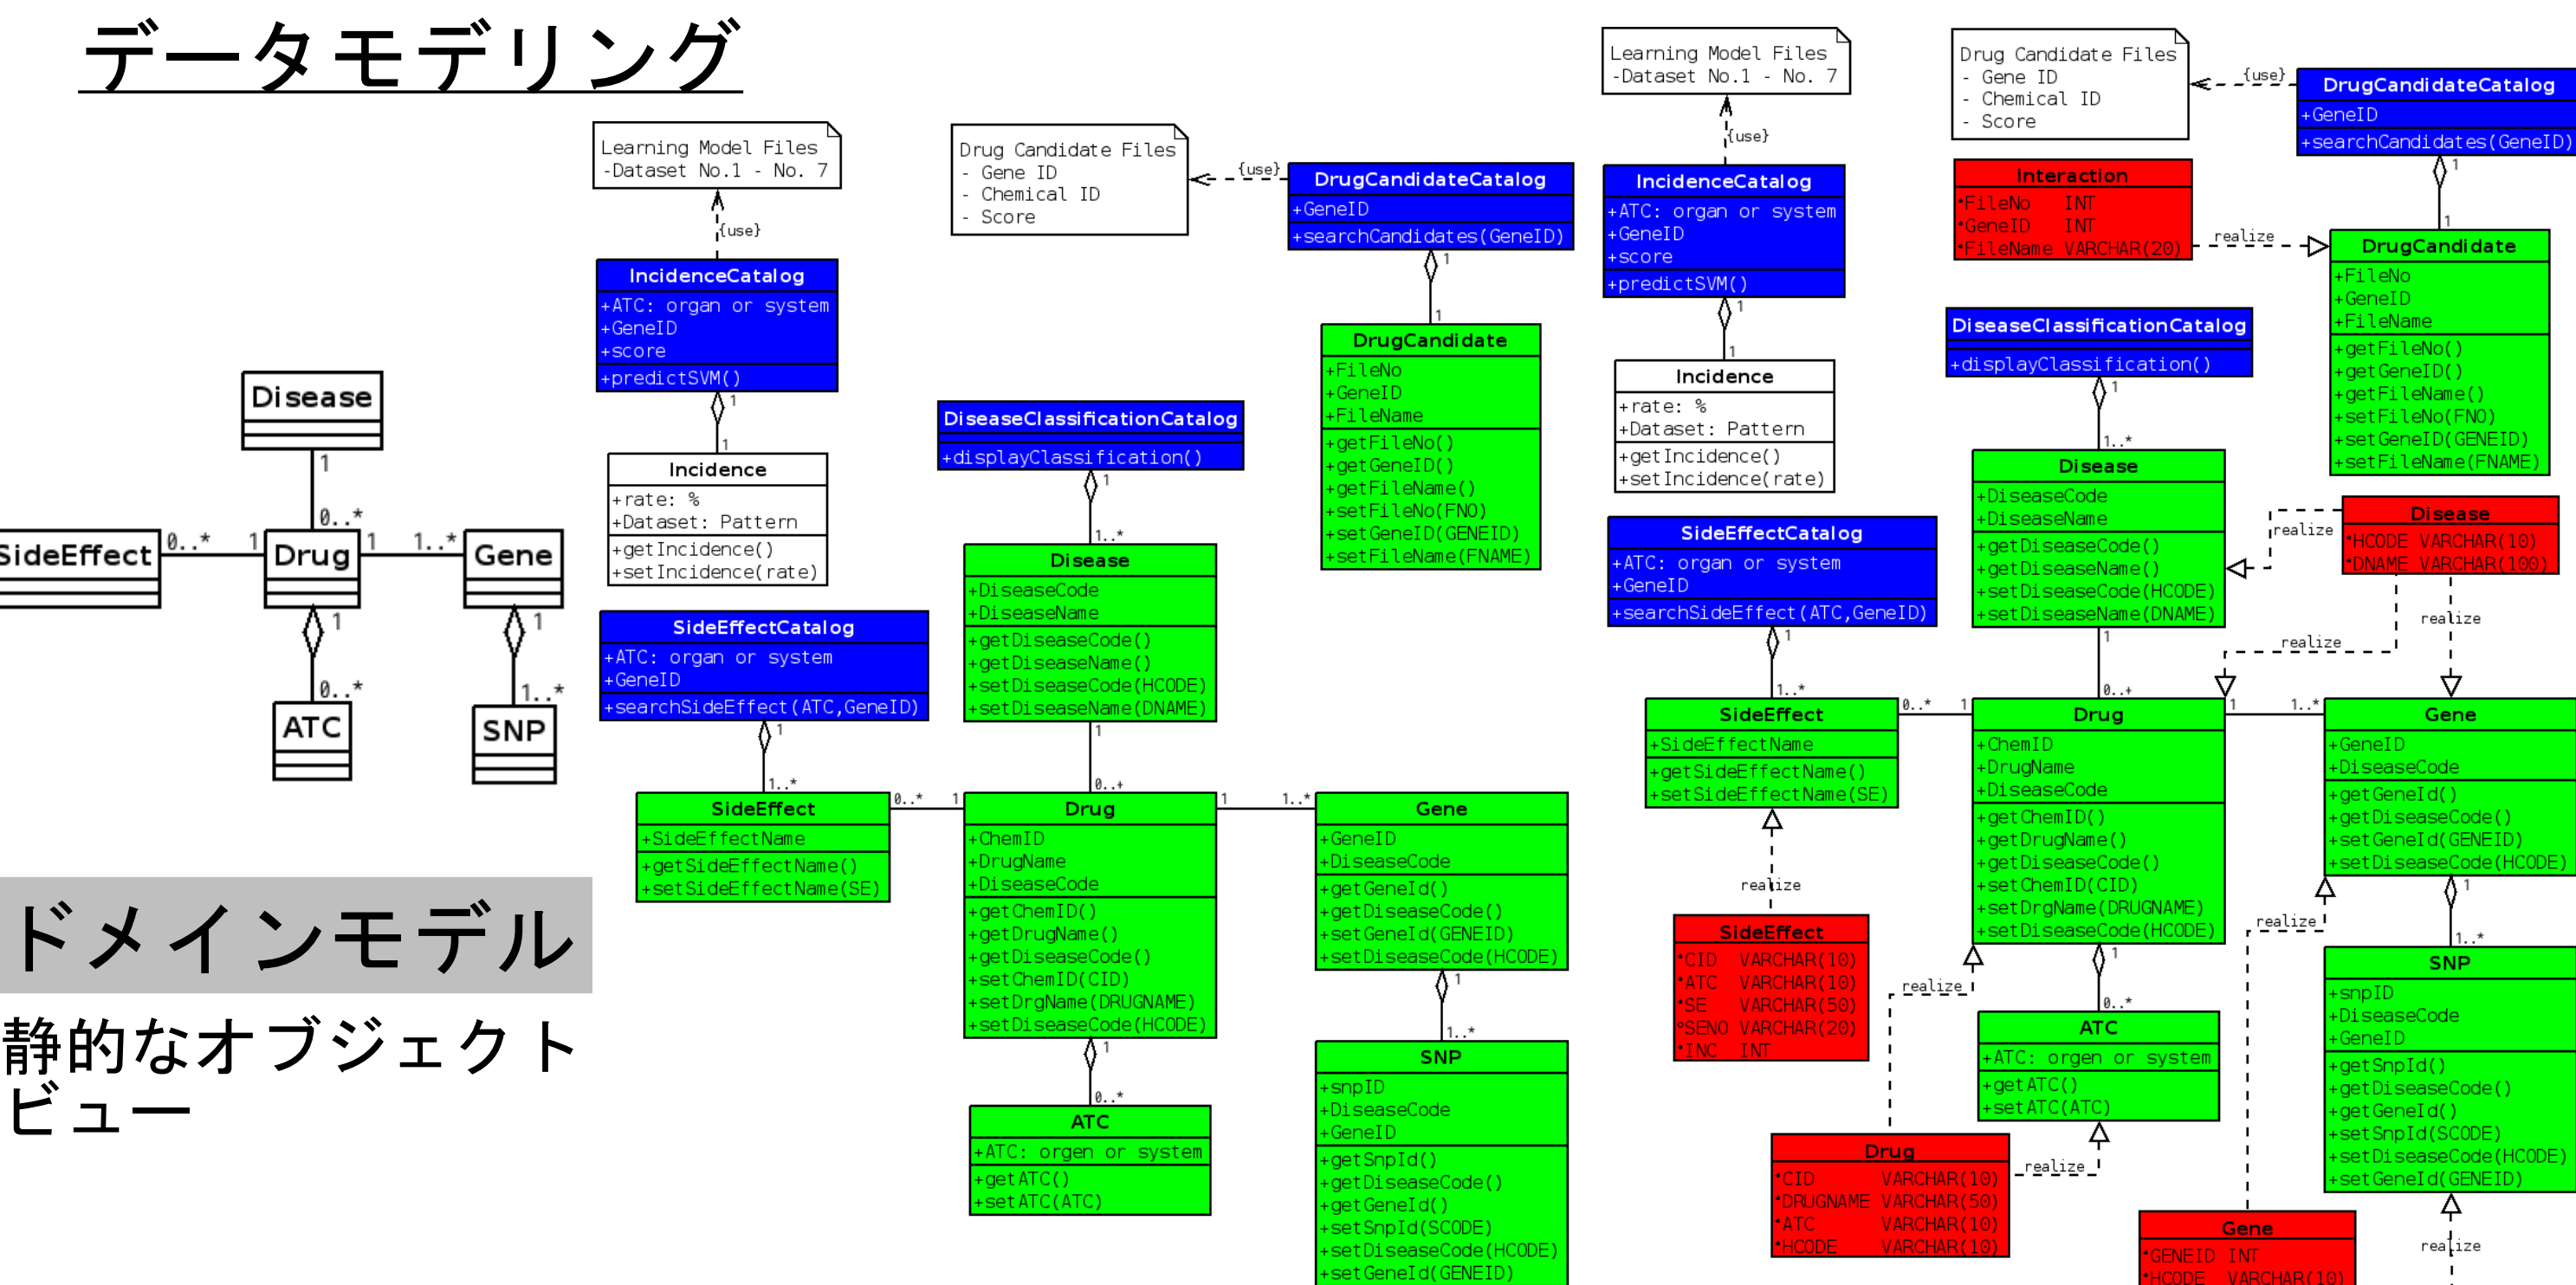 データモデリング
Disease
1
0..*
SideEffect
0..*
1
Drug
1
1..*
Gene
1
0..*
ATC
1
1..*
SNP
ドメインモデル
静的なオブジェクト
ビュー
Learning Model Files
-Dataset No.1 - No. 7
{use}
IncidenceCatalog
+ATC: organ or system
+GeneID
+score
+predictSVM()
1
1
Incidence
+rate: %
+Dataset: Pattern
+getIncidence()
+setIncidence(rate)
SideEffectCatalog
+ATC: organ or system
+GeneID
+searchSideEffect(ATC,GeneID)
1
1..*
SideEffect
+SideEffectName
+getSideEffectName()
+setSideEffectName(SE)
0..*
1
Drug Candidate Files
- Gene ID
- Chemical ID
- Score
{use}
DrugCandidateCatalog
+GeneID
+searchCandidates(GeneID)
1
1
DrugCandidate
+FileNo
+GeneID
+FileName
+getFileNo()
+getGeneID()
+getFileName()
+setFileNo(FNO)
+setGeneID(GENEID)
+setFileName(FNAME)
DiseaseClassificationCatalog
+displayClassification()
1
1..*
Disease
+DiseaseCode
+DiseaseName
+getDiseaseCode()
+getDiseaseName()
+setDiseaseCode(HCODE)
+setDiseaseName(DNAME)
1
0..+
Drug
+ChemID
+DrugName
+DiseaseCode
+getChemID()
+getDrugName()
+getDiseaseCode()
+setChemID(CID)
+setDrgName(DRUGNAME)
+setDiseaseCode(HCODE)
1
0..*
ATC
+ATC: orgen or system
+getATC()
+setATC(ATC)
1
1..*
Gene
+GeneID
+DiseaseCode
+getGeneId()
+getDiseaseCode()
+setGeneId(GENEID)
+setDiseaseCode(HCODE)
1
1..*
SNP
+snpID
+DiseaseCode
+GeneID
+getSnpId()
+getDiseaseCode()
+getGeneId()
+setSnpId(SCODE)
+setDiseaseCode(HCODE)
+setGeneId(GENEID)
Learning Model Files
-Dataset No.1 - No. 7
{use}
IncidenceCatalog
+ATC: organ or system
+GeneID
+score
+predictSVM()
1
1
Incidence
+rate: %
+Dataset: Pattern
+getIncidence()
+setIncidence(rate)
SideEffectCatalog
+ATC: organ or system
+GeneID
+searchSideEffect(ATC,GeneID)
1
1..*
SideEffect
+SideEffectName
+getSideEffectName()
+setSideEffectName(SE)
0..*
1
realize
SideEffect
CID VARCHAR(10)
ATC VARCHAR(10)
SE VARCHAR(50)
SENO VARCHAR(20)
INC INT
Drug Candidate Files
- Gene ID
- Chemical ID
- Score
{use}
DrugCandidateCatalog
+GeneID
+searchCandidates(GeneID)
1
1
Interaction
FileNo INT
GeneID INT
FileName VARCHAR(20)
realize
DrugCandidate
+FileNo
+GeneID
+FileName
+getFileNo()
+getGeneID()
+getFileName()
+setFileNo(FNO)
+setGeneID(GENEID)
+setFileName(FNAME)
DiseaseClassificationCatalog
+displayClassification()
1
1..*
Disease
+DiseaseCode
+DiseaseName
+getDiseaseCode()
+getDiseaseName()
+setDiseaseCode(HCODE)
+setDiseaseName(DNAME)
1
0..+
Disease
HCODE VARCHAR(10)
DNAME VARCHAR(100)
realize
realize
realize
Drug
+ChemID
+DrugName
+DiseaseCode
+getChemID()
+getDrugName()
+getDiseaseCode()
+setChemID(CID)
+setDrgName(DRUGNAME)
+setDiseaseCode(HCODE)
1
1..*
Gene
+GeneID
+DiseaseCode
+getGeneId()
+getDiseaseCode()
+setGeneId(GENEID)
+setDiseaseCode(HCODE)
1
1..*
realize
realize
1
0..*
ATC
+ATC: orgen or system
+getATC()
+setATC(ATC)
realize
Drug
CID VARCHAR(10)
DRUGNAME VARCHAR(50)
ATC VARCHAR(10)
HCODE VARCHAR(10)
SNP
+snpID
+DiseaseCode
+GeneID
+getSnpId()
+getDiseaseCode()
+getGeneId()
+setSnpId(SCODE)
+setDiseaseCode(HCODE)
+setGeneId(GENEID)
realize
Gene
GENEID INT
HCODE VARCHAR(10)